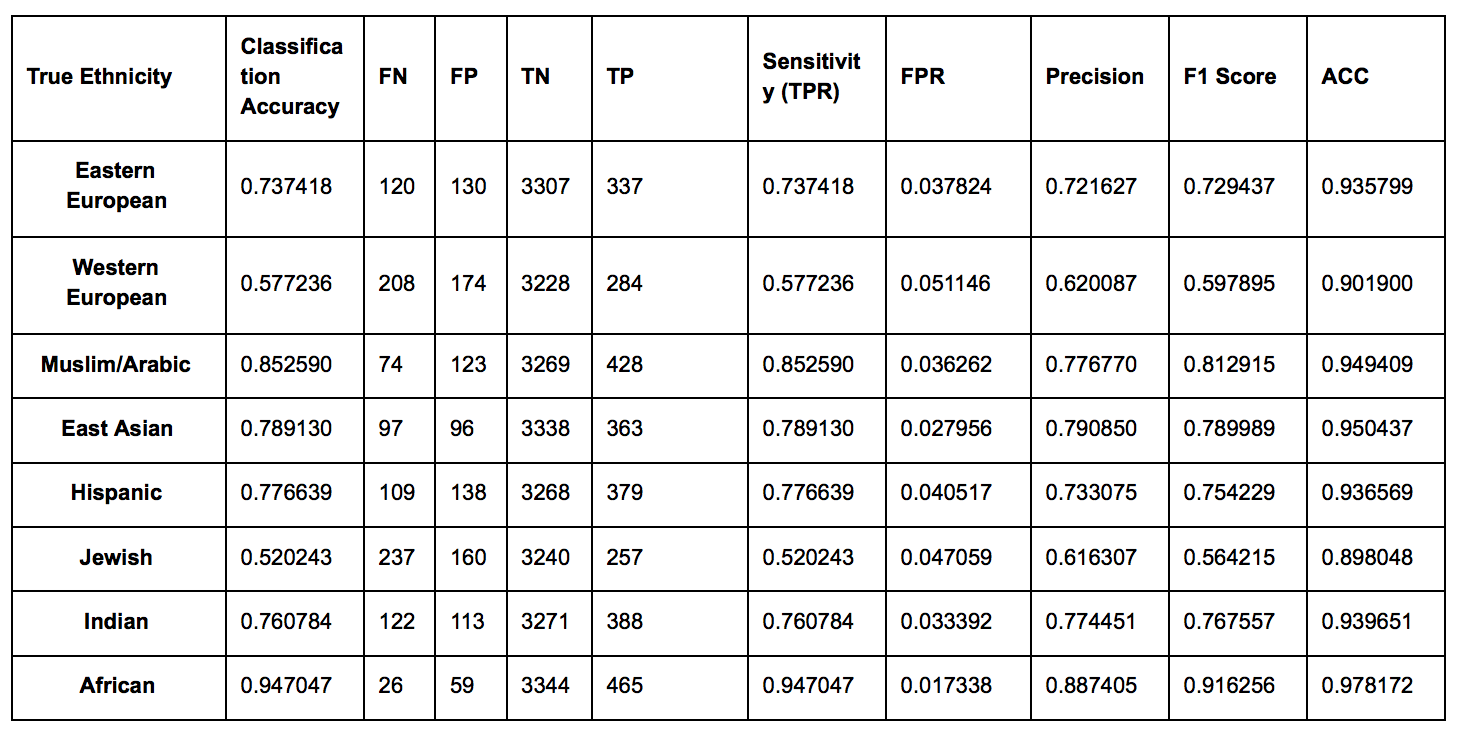 True Ethnicity Classifica tion Accuracy FN FP TN TP Sensitivit y (TPR) FPR Precision F1 Score ACC
Eastern European 0.737418 120 130 3307 337 0.737418 0.037824 0.721627 0.729437 0.935799
Western European 0.577236 208 174 3228 284 0.577236 0.051146 0.620087 0.597895 0.901900
Muslim/Arabic 0.852590 74 123 3269 428 0.852590 0.036262 0.776770 0.812915 0.949409
East Asian 0.789130 97 96 3338 363 0.789130 0.027956 0.790850 0.789989 0.950437
Hispanic 0.776639 109 138 3268 379 0.776639 0.040517 0.733075 0.754229 0.936569
Jewish 0.520243 237 160 3240 257 0.520243 0.047059 0.616307 0.564215 0.898048
Indian 0.760784 122 113 3271 388 0.760784 0.033392 0.774451 0.767557 0.939651
African 0.947047 26 59 3344 465 0.947047 0.017338 0.887405 0.916256 0.978172